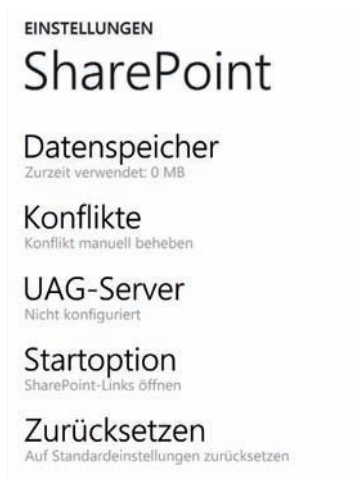 EINSTELLUNGEN
SharePoint
Datenspeicher
Zurzeit verwendet: 0 MB
Konflikte
Konflikt manuell beheben
UAG-Server
Nicht konfiguriert
Startoption
SharePoint-Links öffnen
Zurücksetzen
Auf Standardeinstellungen zurücksetzen